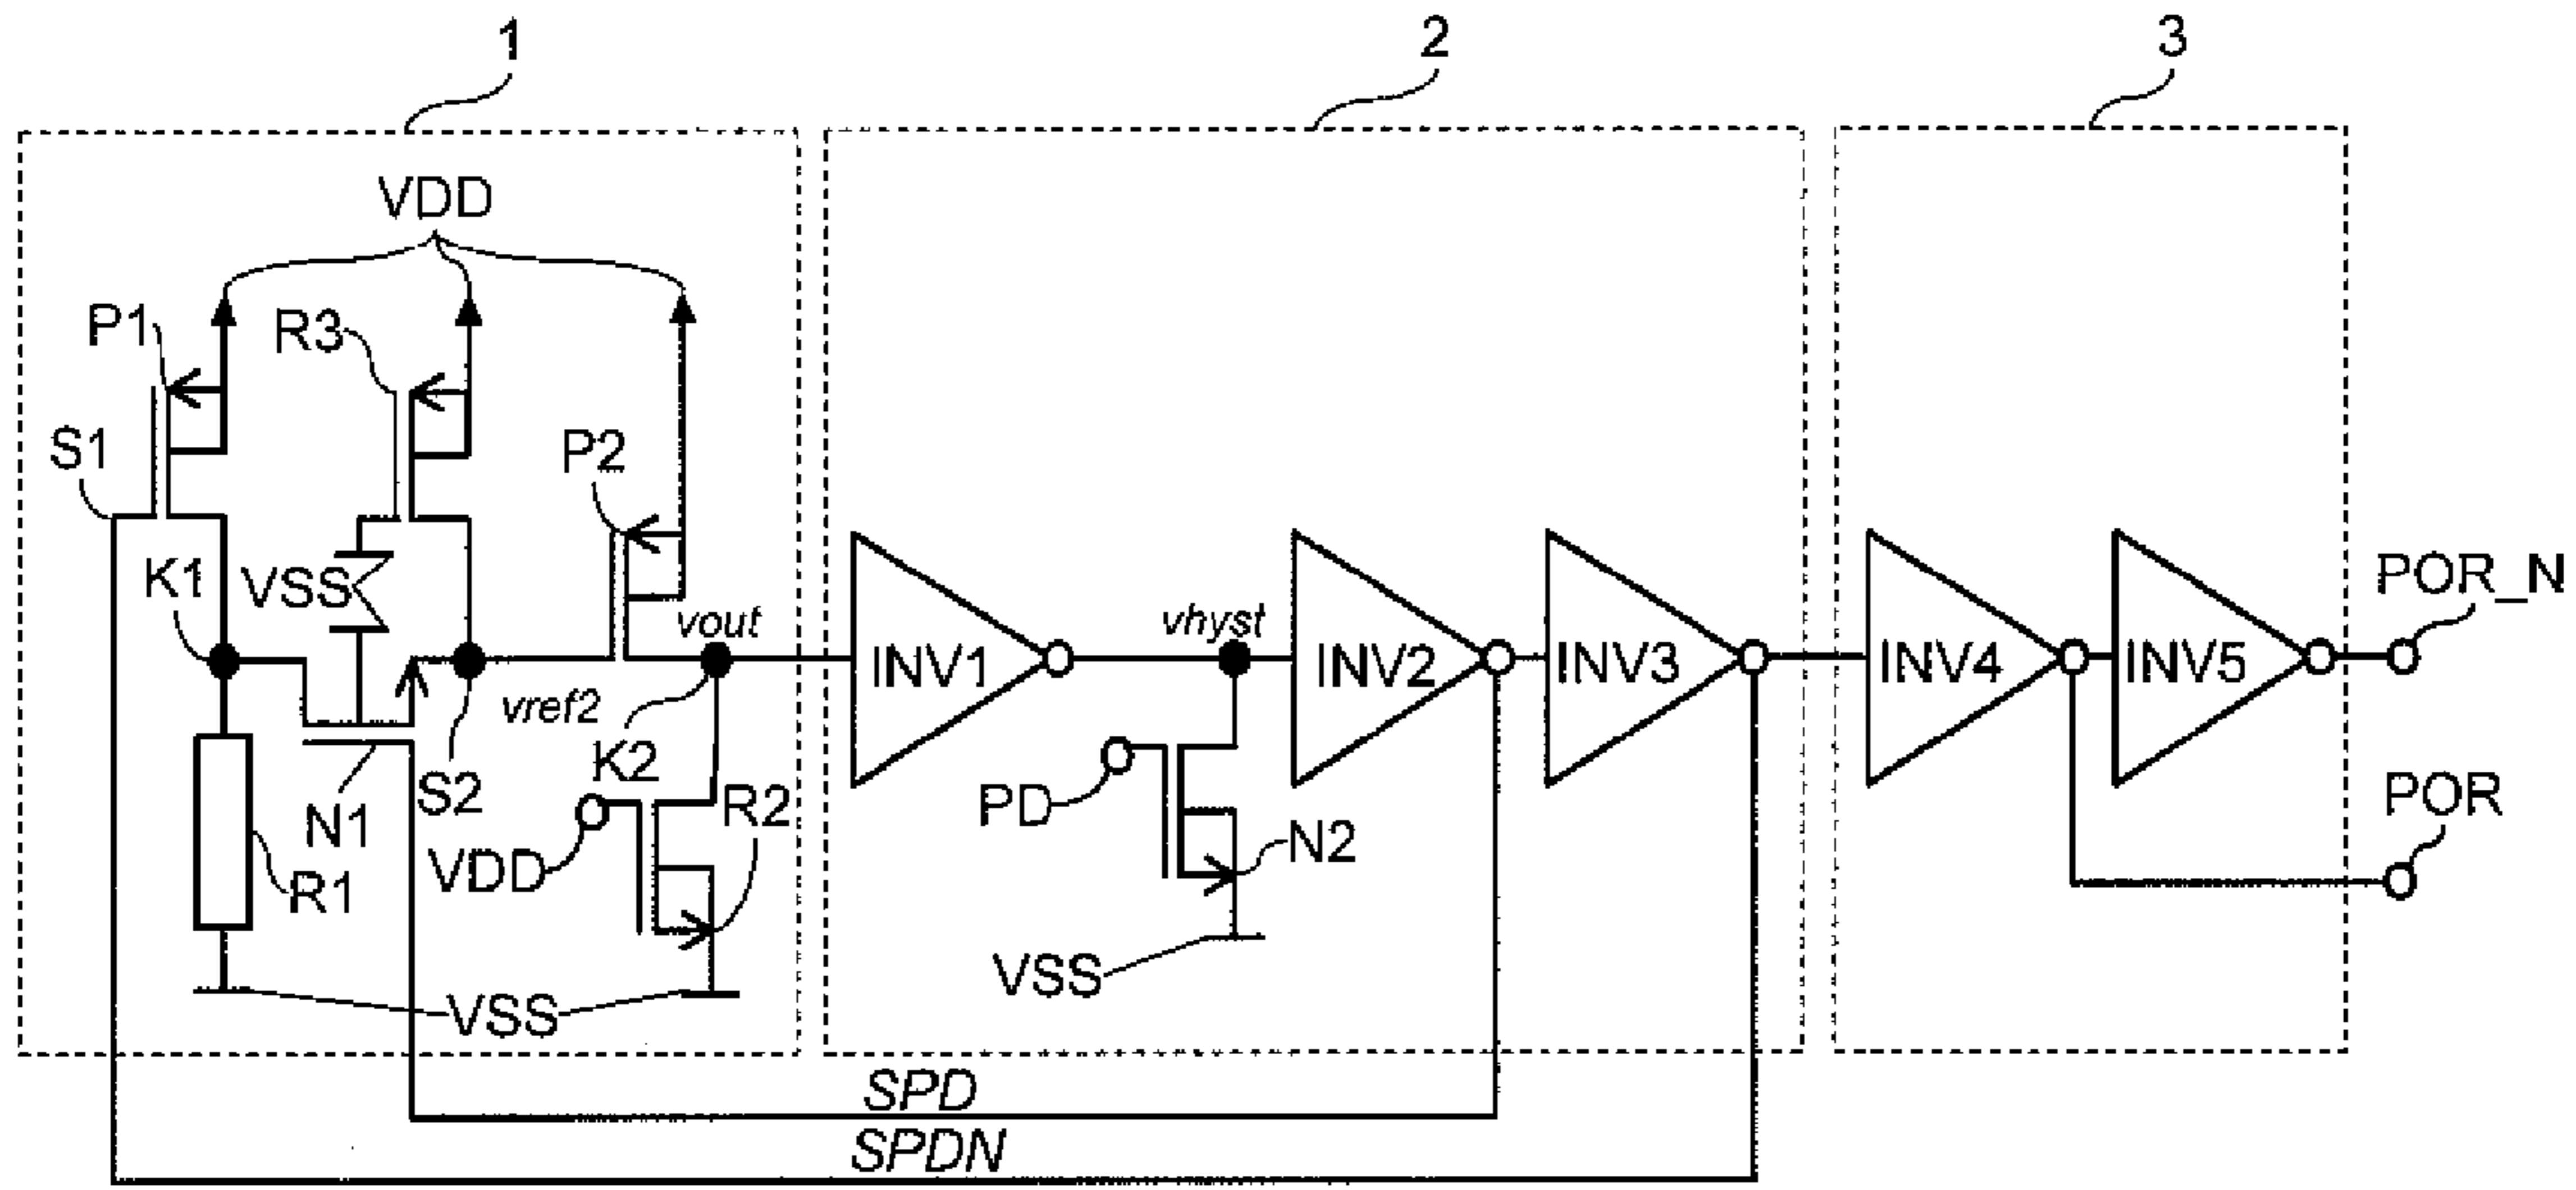 1
2
3
VDD
P1
R3
S1
P2
K1
VSS
vout
vhyst
INV1
INV2
INV3
INV4
INV5
POR_N
vref2
K2
PD
N1
S2
R2
N2
POR
R1
VDD
VSS
VSS
SPD
SPDN